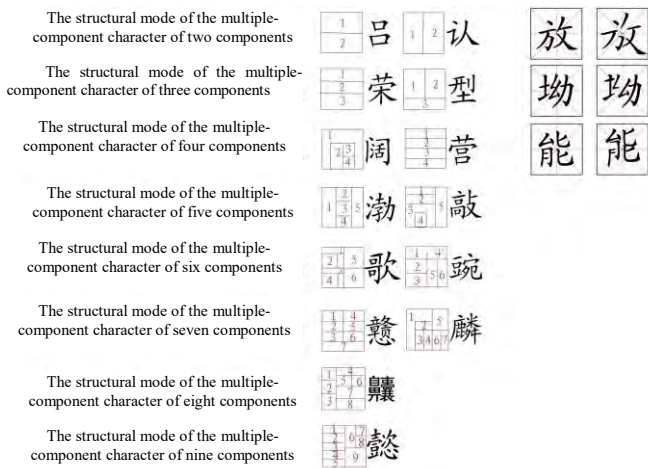 The structural mode of the multiple-
component character of two components
吕 认
放 放
The structural mode of the multiple-
component character of three components
荣 型
坳 坳
The structural mode of the multiple-
component character of four components
阔 营
能 能
The structural mode of the multiple-
component character of five components
渤 敲
The structural mode of the multiple-
component character of six components
歌 豌
The structural mode of the multiple-
component character of seven components
戆 麟
The structural mode of the multiple-
component character of eight components
齉
The structural mode of the multiple-
component character of nine components
懿